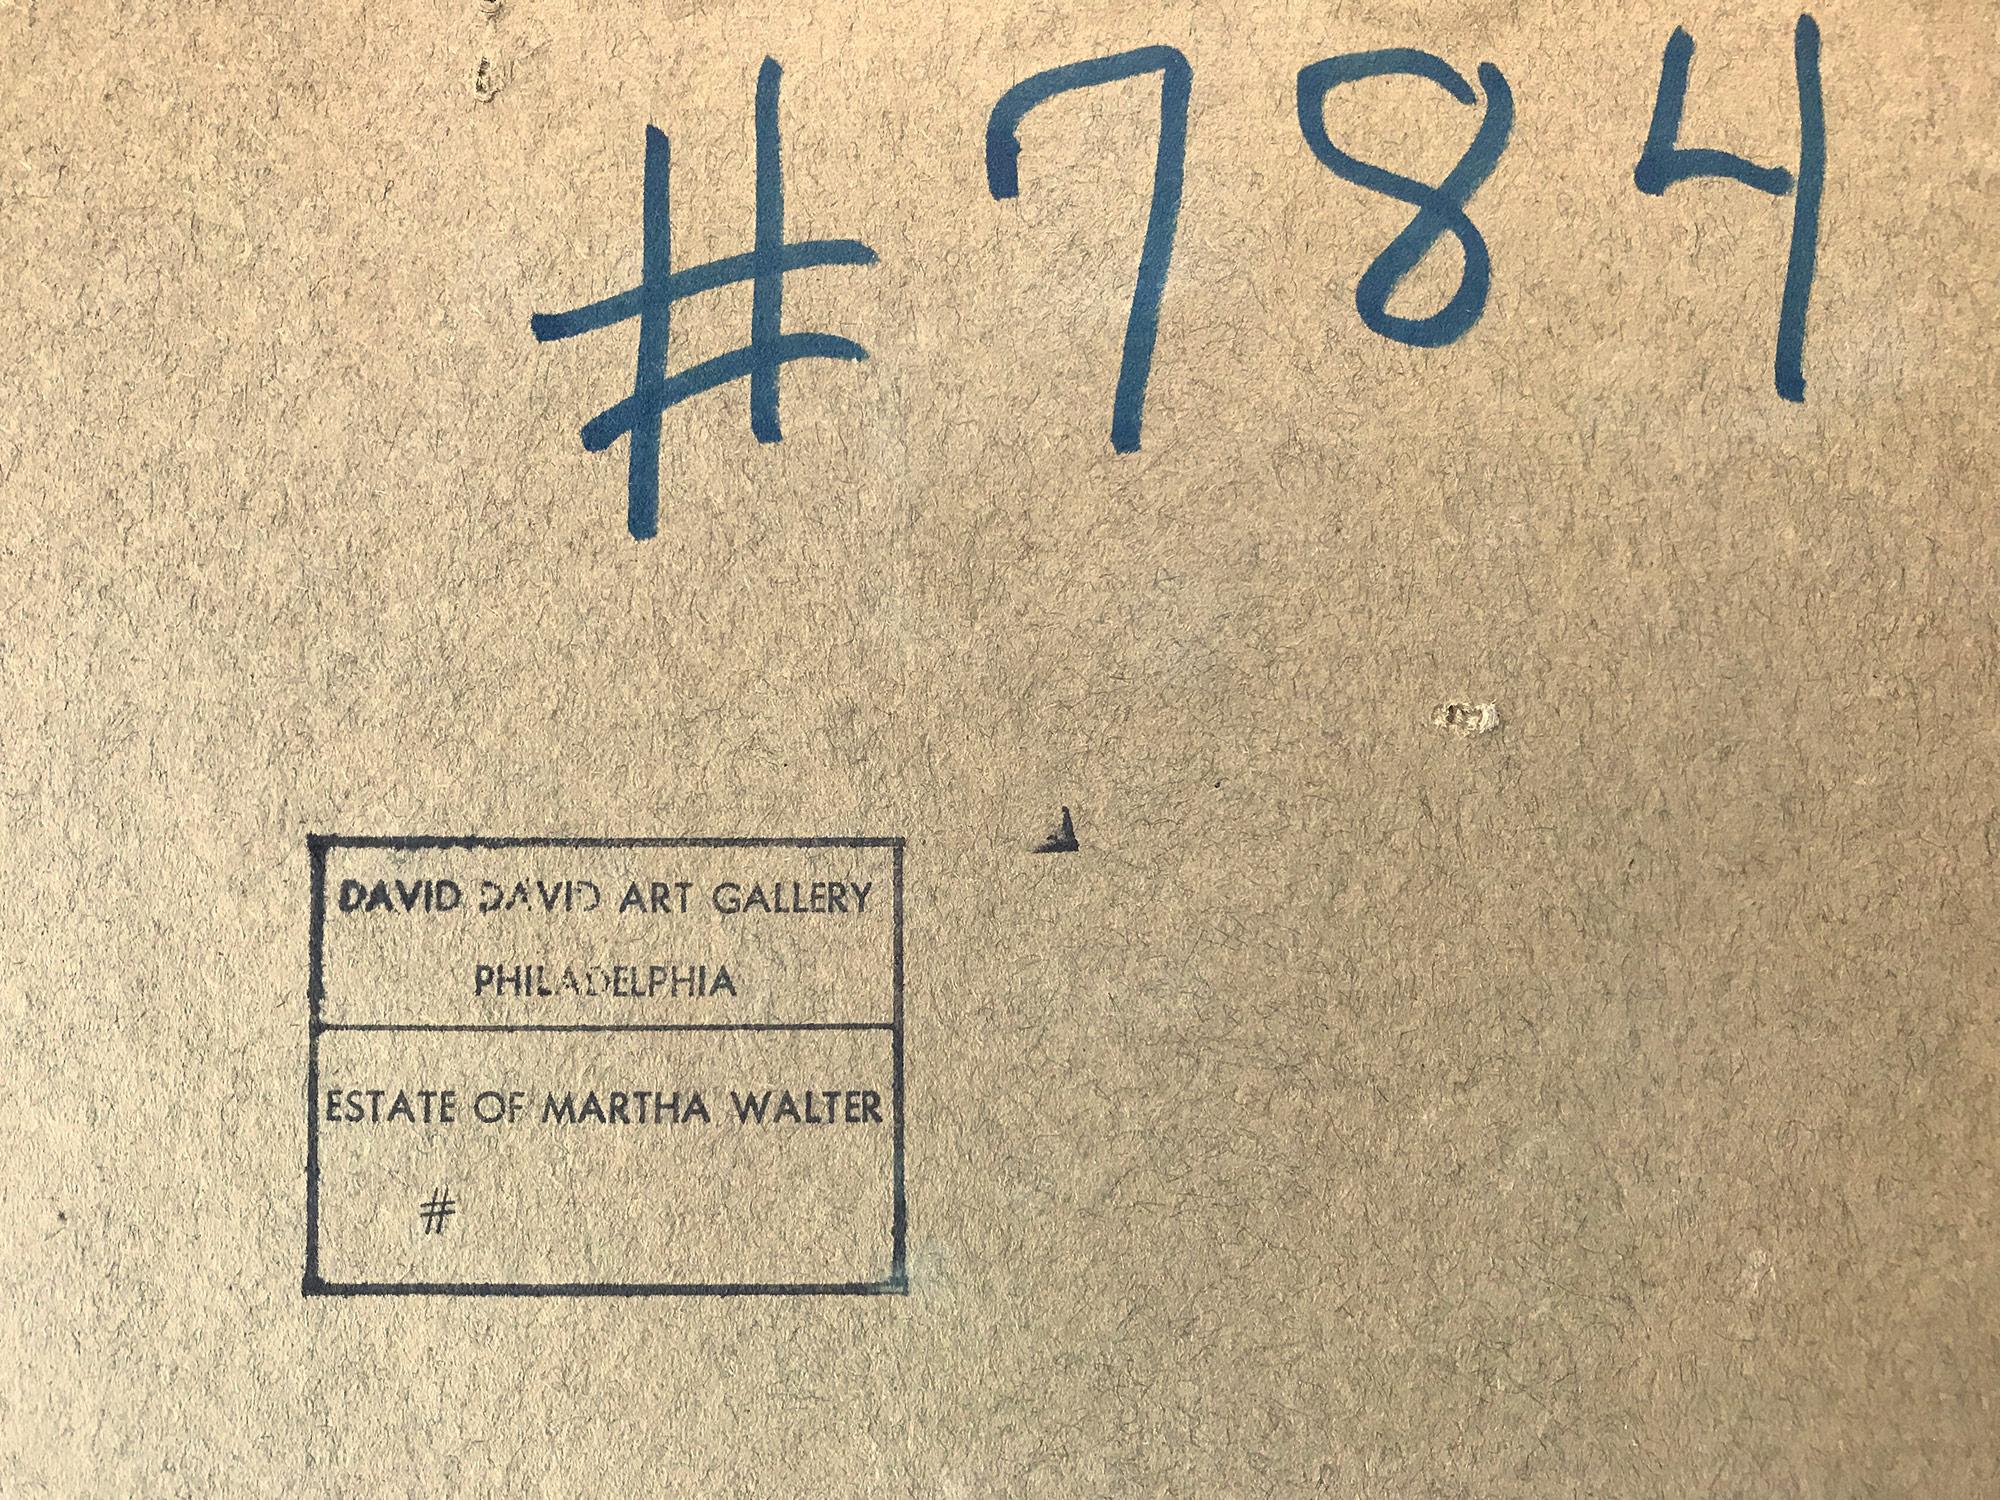 #784
DAVID DAVID ART GALLERY
PHILADELPHIA
ESTATE OF MARTHA WALTER
#